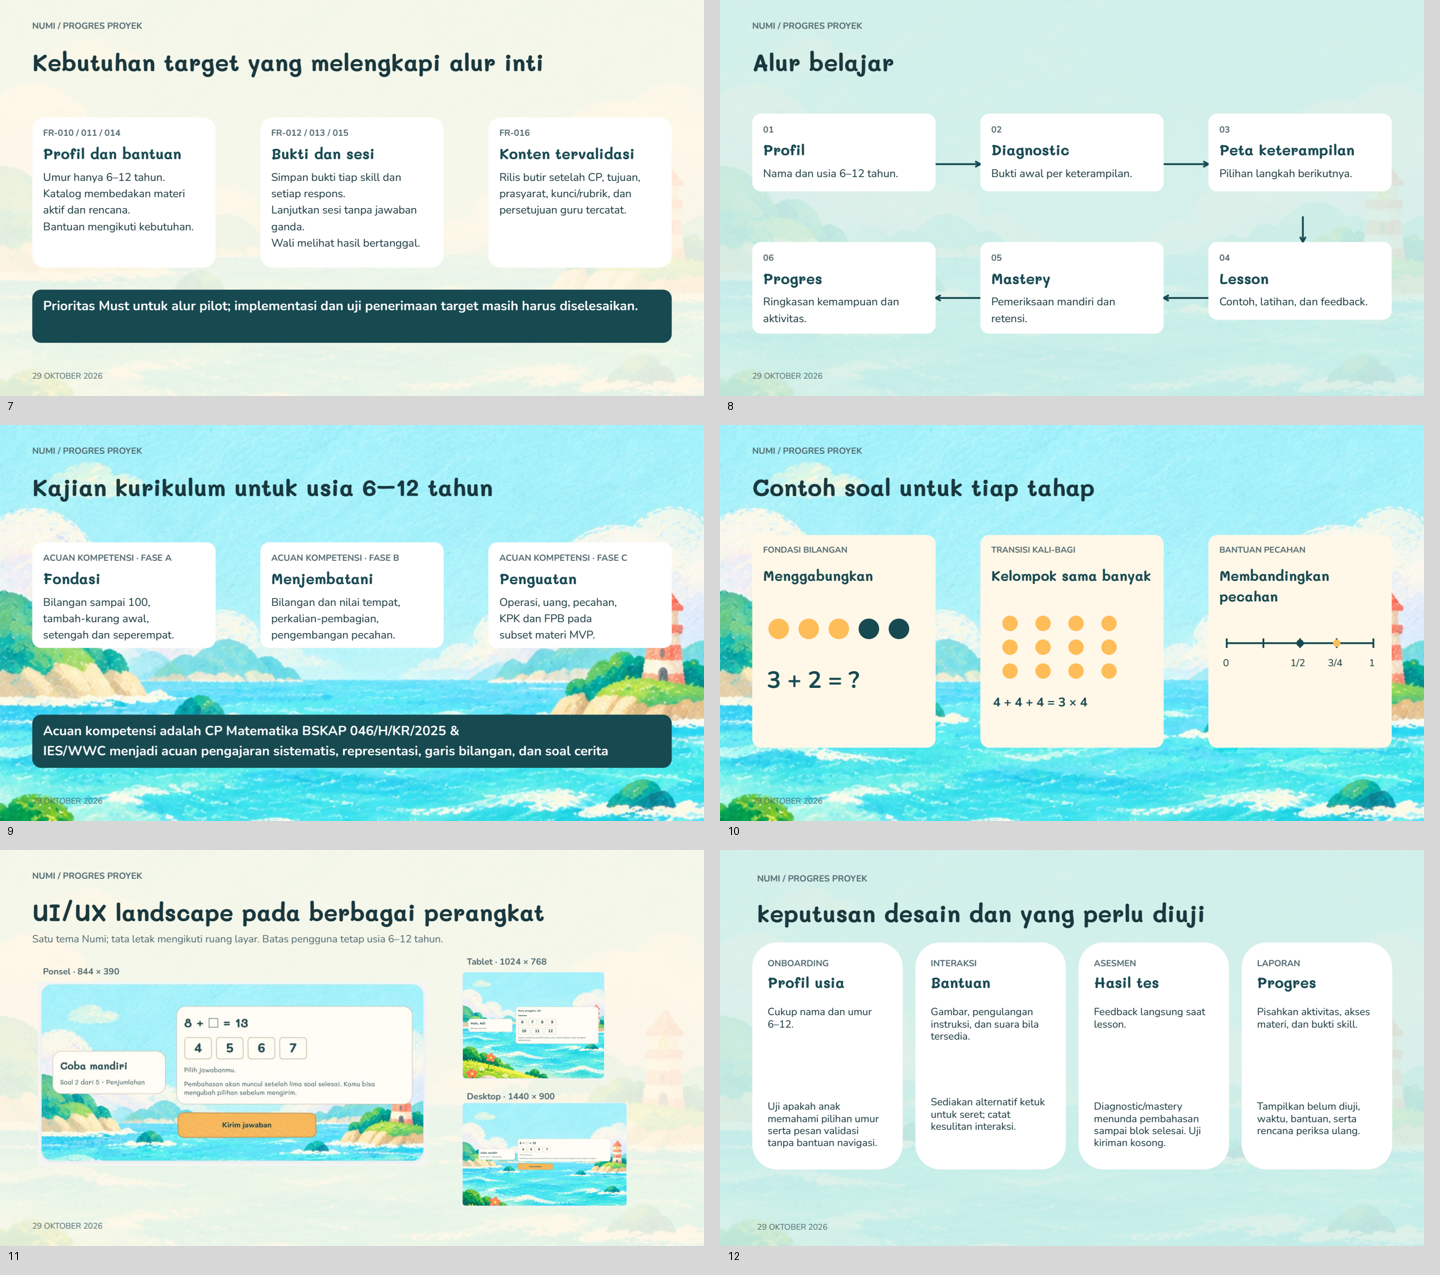 NUMI / PROGRES PROYEK
Kebutuhan target yang melengkapi alur inti
FR-010 / 011 / 014
Profil dan bantuan
Umur hanya 6–12 tahun.
Katalog membedakan materi
aktif dan rencana.
Bantuan mengikuti kebutuhan.
FR-012 / 013 / 015
Bukti dan sesi
Simpan bukti tiap skill dan
setiap respons.
Lanjutkan sesi tanpa jawaban
ganda.
Wali melihat hasil bertanggal.
FR-016
Konten tervalidasi
Rilis butir setelah CP, tujuan,
prasyarat, kunci/rubrik, dan
persetujuan guru tercatat.
Prioritas Must untuk alur pilot; implementasi dan uji penerimaan target masih harus diselesaikan.
29 OKTOBER 2026
7
NUMI / PROGRES PROYEK
Alur belajar
01
Profil
Nama dan usia 6–12 tahun.
02
Diagnostic
Bukti awal per keterampilan.
03
Peta keterampilan
Pilihan langkah berikutnya.
06
Progres
Ringkasan kemampuan dan
aktivitas.
05
Mastery
Pemeriksaan mandiri dan
retensi.
04
Lesson
Contoh, latihan, dan feedback.
29 OKTOBER 2026
8
NUMI / PROGRES PROYEK
Kajian kurikulum untuk usia 6–12 tahun
ACUAN KOMPETENSI · FASE A
Fondasi
Bilangan sampai 100,
tambah-kurang awal,
setengah dan seperempat.
ACUAN KOMPETENSI · FASE B
Menjembatani
Bilangan dan nilai tempat,
perkalian-pembagian,
pengembangan pecahan.
ACUAN KOMPETENSI · FASE C
Penguatan
Operasi, uang, pecahan,
KPK dan FPB pada
subset materi MVP.
Acuan kompetensi adalah CP Matematika BSKAP 046/H/KR/2025 &
IES/WWC menjadi acuan pengajaran sistematis, representasi, garis bilangan, dan soal cerita
29 OKTOBER 2026
9
NUMI / PROGRES PROYEK
Contoh soal untuk tiap tahap
FONDASI BILANGAN
Menggabungkan
3 + 2 = ?
TRANSISI KALI-BAGI
Kelompok sama banyak
4 + 4 + 4 = 3 × 4
BANTUAN PECAHAN
Membandingkan
pecahan
0 1/2 3/4 1
29 OKTOBER 2026
10
NUMI / PROGRES PROYEK
UI/UX landscape pada berbagai perangkat
Satu tema Numi; tata letak mengikuti ruang layar. Batas pengguna tetap usia 6–12 tahun.
Ponsel · 844 × 390
Coba mandiri
Soal 2 dari 5 • Penjumlahan
8 + □ = 13
4 5 6 7
Pilih jawabanmu.
Pembahasan akan muncul setelah lima soal selesai. Kamu bisa
mengubah pilihan sebelum mengirim.
Kirim jawaban
Tablet · 1024 × 768
6 7 8 9
10 11 12
Desktop · 1440 × 900
29 OKTOBER 2026
11
NUMI / PROGRES PROYEK
keputusan desain dan yang perlu diuji
ONBOARDING
Profil usia
Cukup nama dan umur
6–12.
Uji apakah anak
memahami pilihan umur
serta pesan validasi
tanpa bantuan navigasi.
INTERAKSI
Bantuan
Gambar, pengulangan
instruksi, dan suara bila
tersedia.
Sediakan alternatif ketuk
untuk seret; catat
kesulitan interaksi.
ASESMEN
Hasil tes
Feedback langsung saat
lesson.
Diagnostic/mastery
menunda pembahasan
sampai blok selesai. Uji
kiriman kosong.
LAPORAN
Progres
Pisahkan aktivitas, akses
materi, dan bukti skill.
Tampilkan belum diuji,
waktu, bantuan, serta
rencana periksa ulang.
29 OKTOBER 2026
12